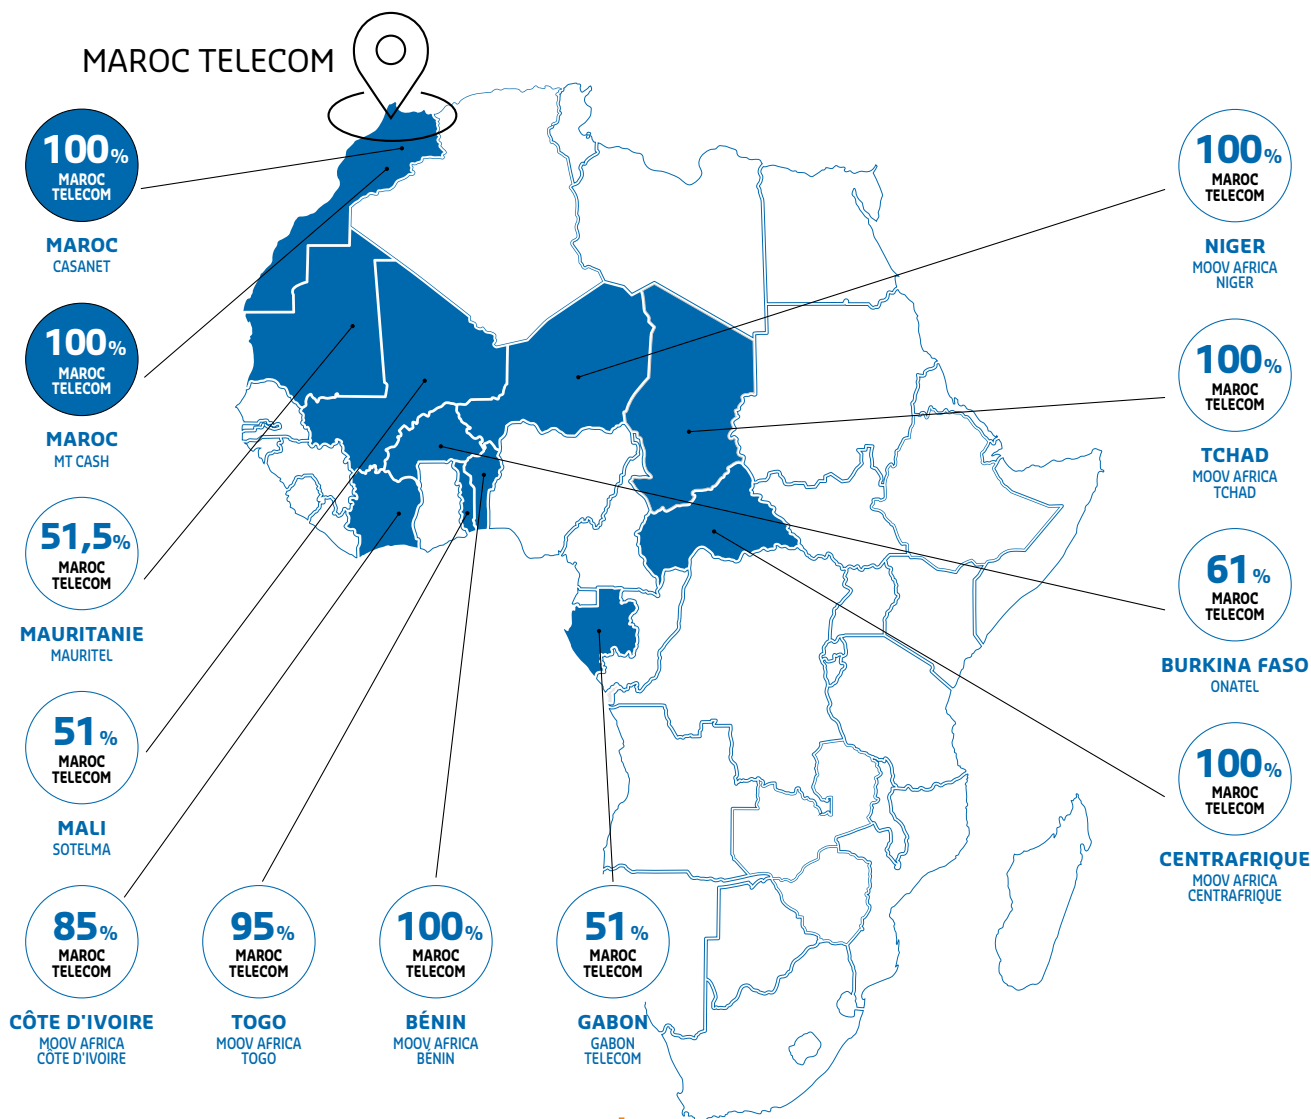 MAROC TELECOM
100%
MAROC
TELECOM
MAROC
CASANET
100%
MAROC
TELECOM
MAROC
MT CASH
51,5%
MAROC
TELECOM
MAURITANIE
MAURITEL
51%
MAROC
TELECOM
MALI
SOTELMA
85%
MAROC
TELECOM
CÔTE D'IVOIRE
MOOV AFRICA
CÔTE D'IVOIRE
95%
MAROC
TELECOM
TOGO
MOOV AFRICA
TOGO
100%
MAROC
TELECOM
BÉNIN
MOOV AFRICA
BÉNIN
51%
MAROC
TELECOM
GABON
GABON
TELECOM
100%
MAROC
TELECOM
NIGER
MOOV AFRICA
NIGER
100%
MAROC
TELECOM
TCHAD
MOOV AFRICA
TCHAD
61%
MAROC
TELECOM
BURKINA FASO
ONATEL
100%
MAROC
TELECOM
CENTRAFRIQUE
MOOV AFRICA
CENTRAFRIQUE